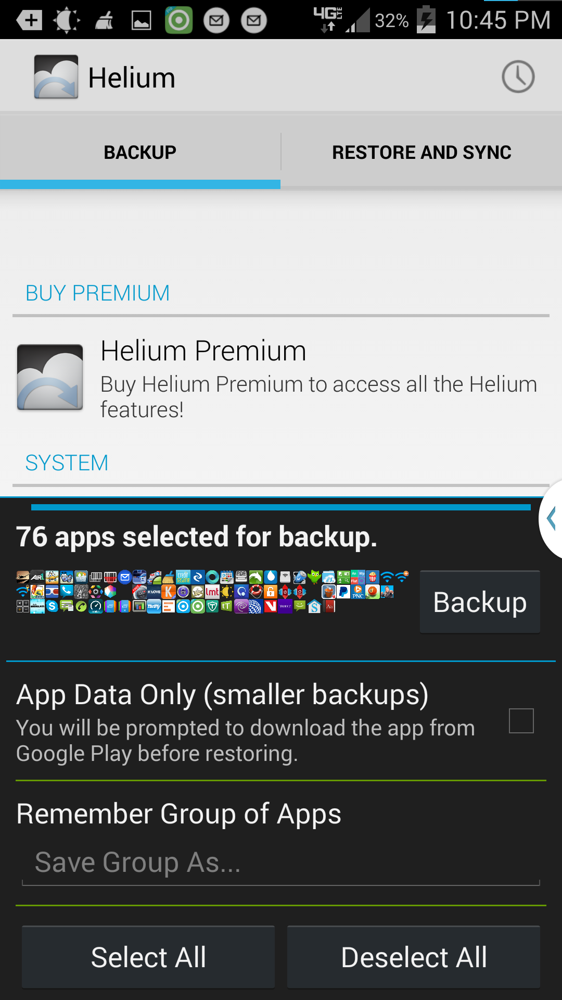 4G LTE 32% 10:45 PM
Helium
BACKUP
RESTORE AND SYNC
BUY PREMIUM
Helium Premium
Buy Helium Premium to access all the Helium
features!
SYSTEM
76 apps selected for backup.
Backup
App Data Only (smaller backups)
You will be prompted to download the app from
Google Play before restoring.
Remember Group of Apps
Save Group As...
Select All
Deselect All